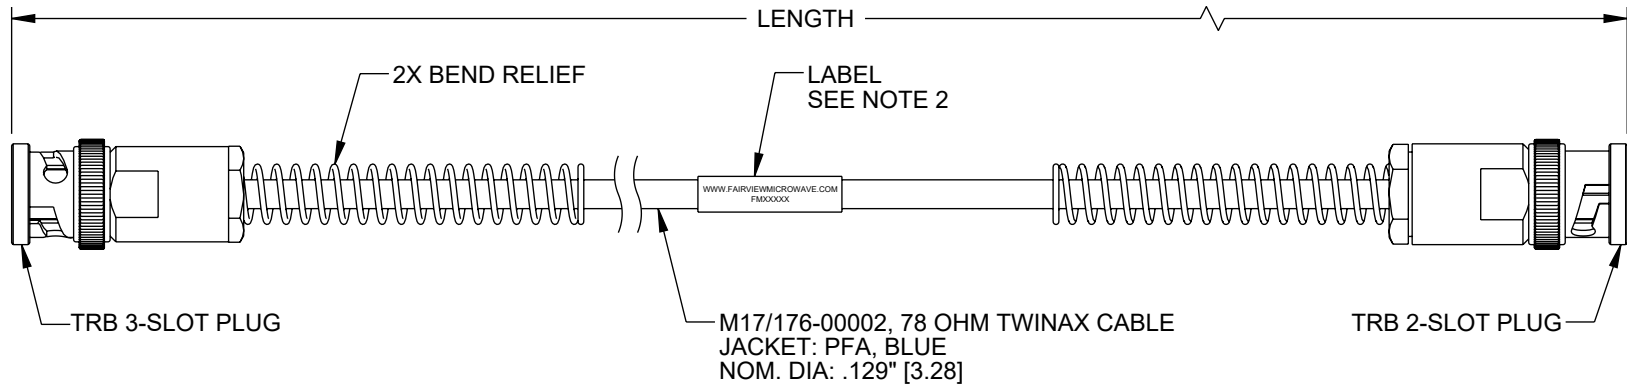 LENGTH
2X BEND RELIEF
LABEL
SEE NOTE 2
WWW.FAIRVIEWMICROWAVE.COM
FMXXXXX
TRB 3-SLOT PLUG
M17/176-00002, 78 OHM TWINAX CABLE
JACKET: PFA, BLUE
NOM. DIA: .129" [3.28]
TRB 2-SLOT PLUG